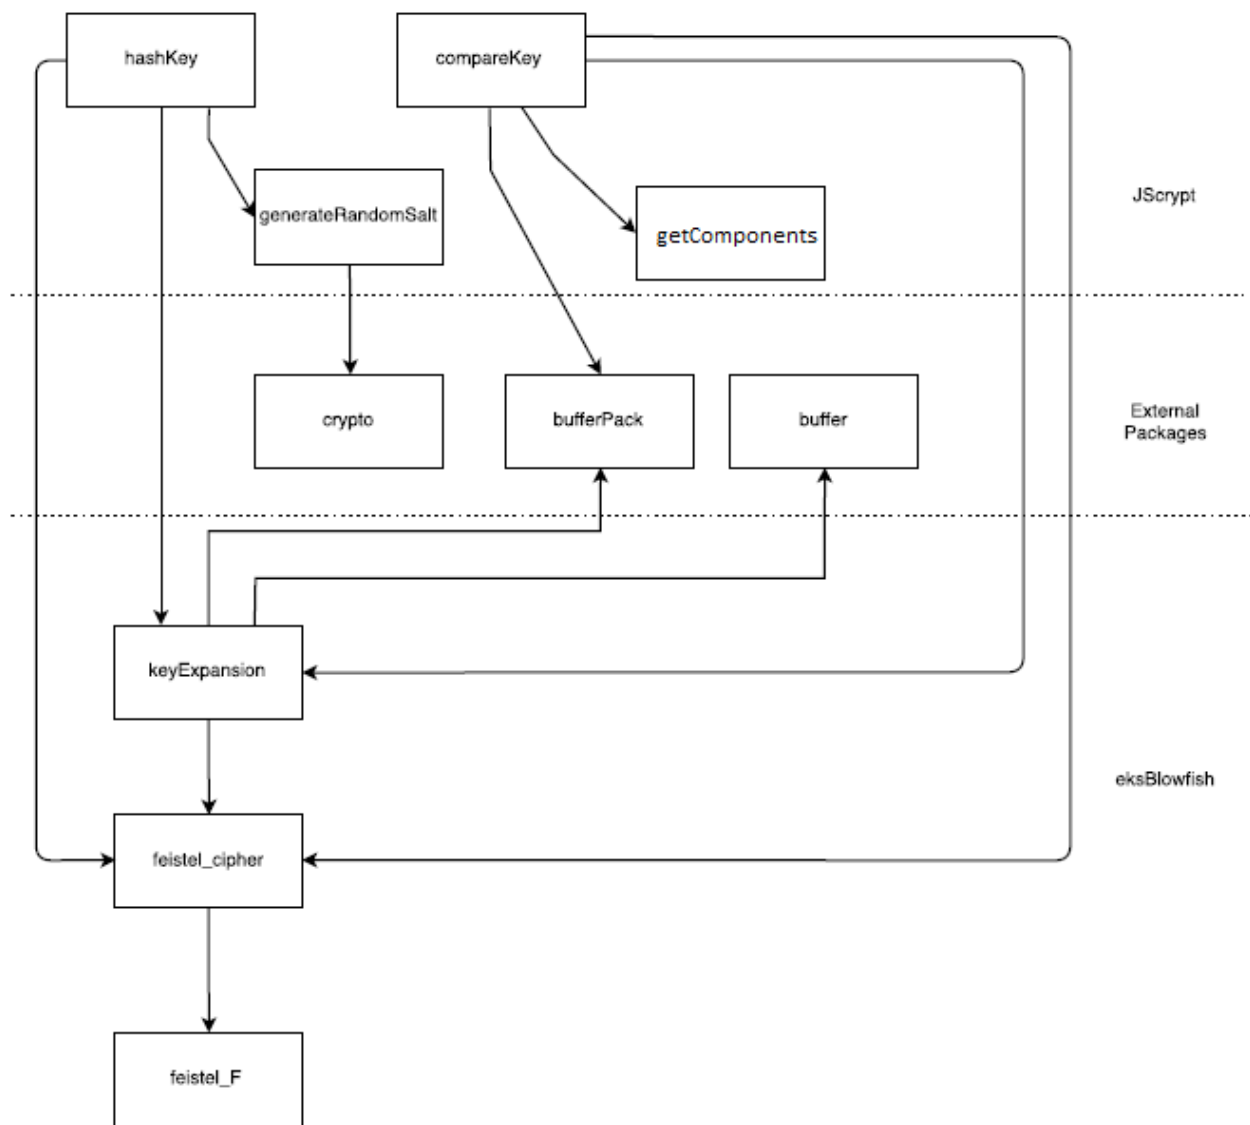 hashKey
compareKey
generateRandomSalt
getComponents
JScrypt
crypto
bufferPack
buffer
External
Packages
keyExpansion
eksBlowfish
feistel_cipher
feistel_F